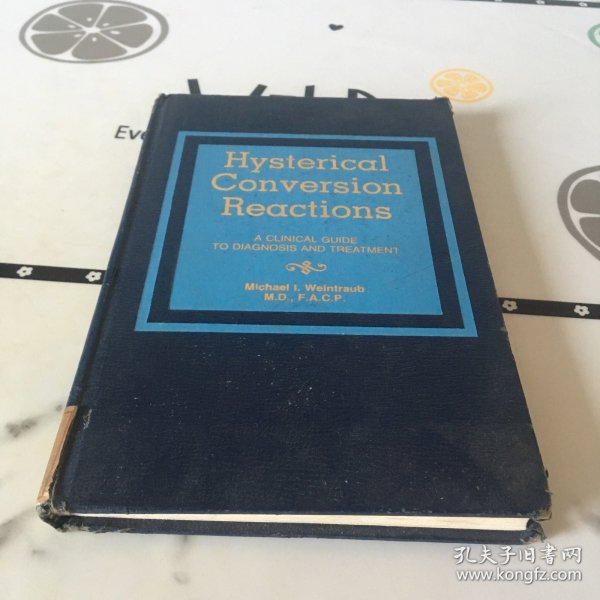 Eve
Hysterical
Conversion
Reactions
A CLINICAL GUIDE
TO DIAGNOSIS AND TREATMENT
Michael I. Weintraub
M.D., F.A.C.P.
孔夫子旧书网
www.kongfz.com